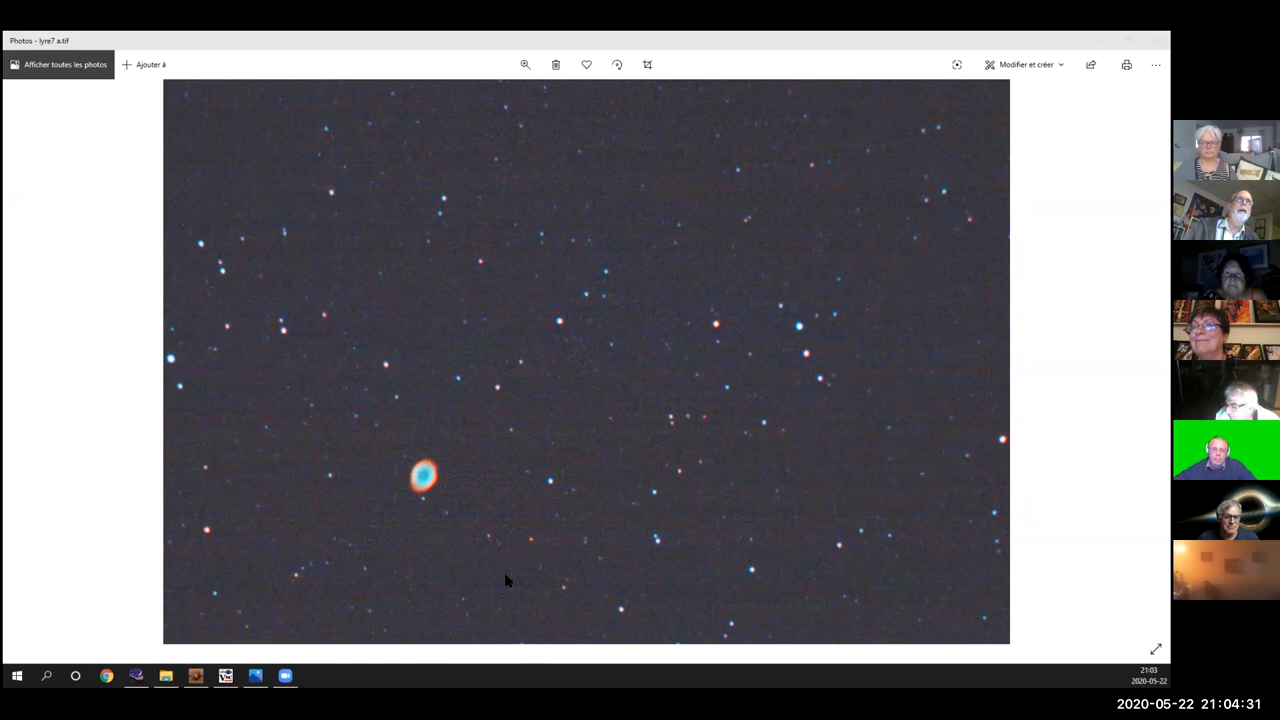 Photos - lyre7 a.tif
Afficher toutes les photos
Ajouter à
Modifier et créer
21:03
2020-05-22
2020-05-22 21:04:31